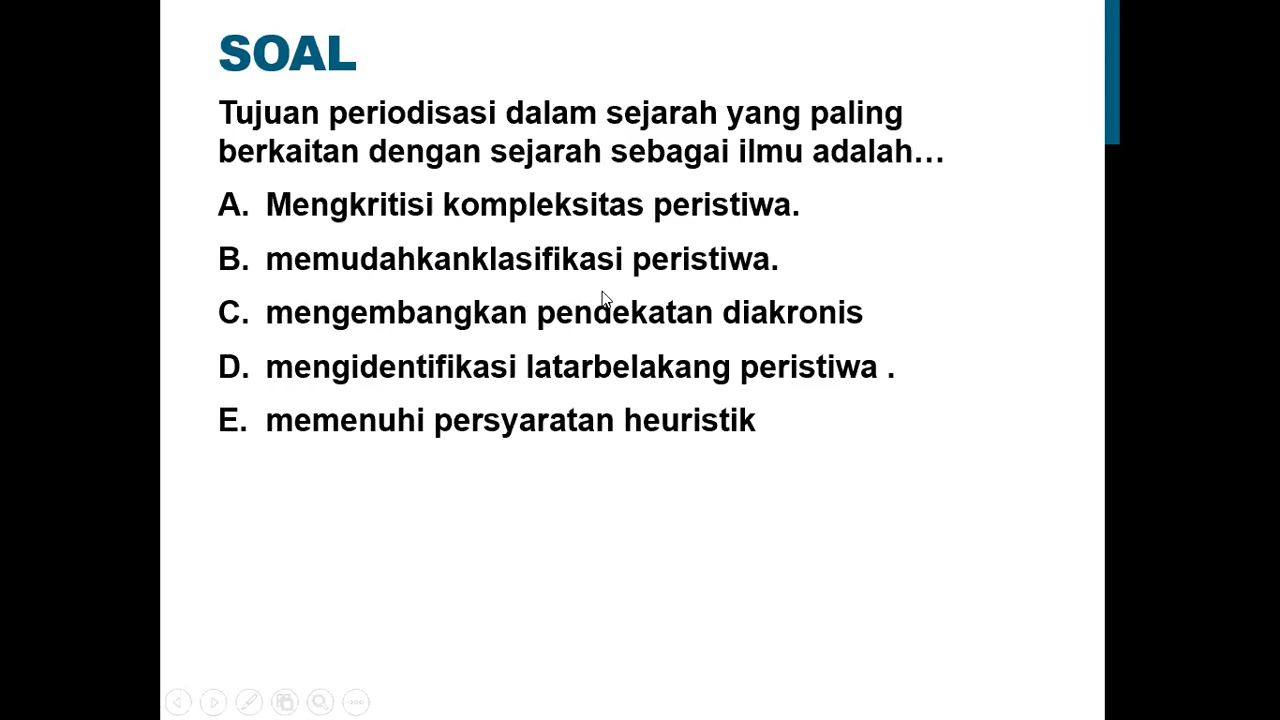 SOAL
Tujuan periodisasi dalam sejarah yang paling
berkaitan dengan sejarah sebagai ilmu adalah...
A. Mengkritisi kompleksitas peristiwa.
B. memudahkanklasifikasi peristiwa.
C. mengembangkan pendekatan diakronis
D. mengidentifikasi latarbelakang peristiwa .
E. memenuhi persyaratan heuristik